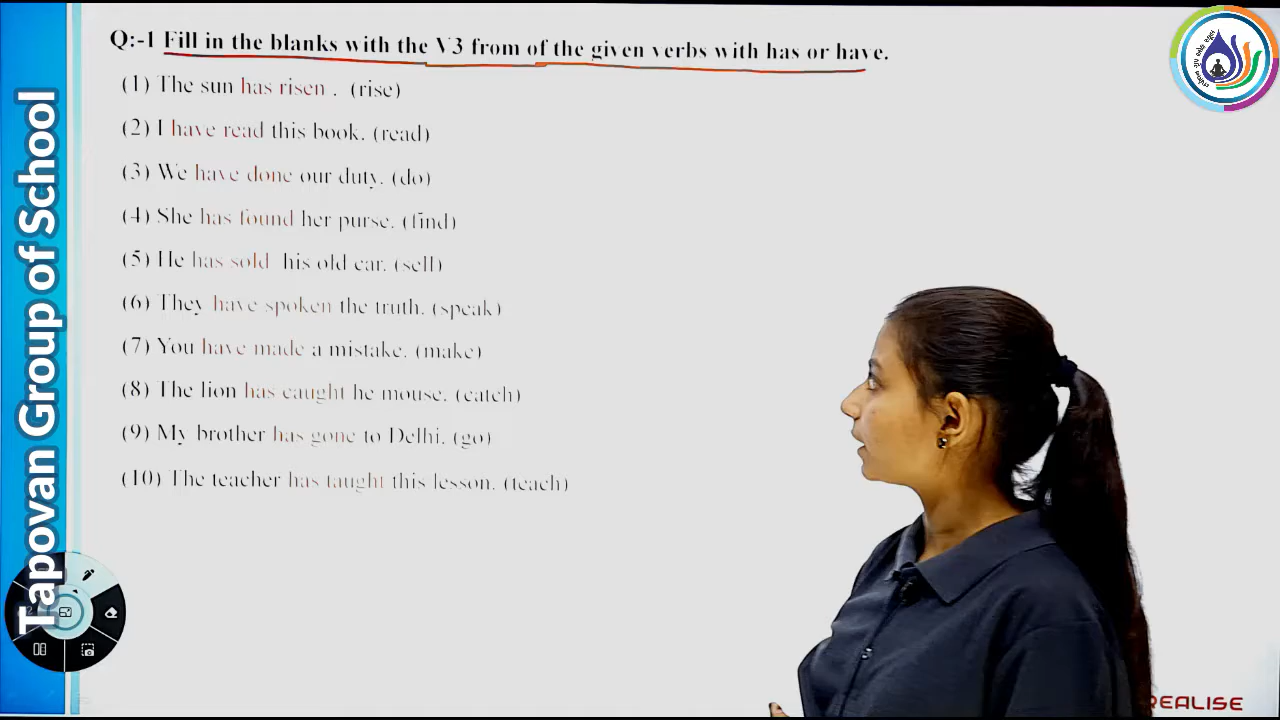 Q:-1 Fill in the blanks with the V3 from of the given verbs with has or have.
(1) The sun has risen . (rise)
(2) I have read this book. (read)
(3) We have done our duty. (do)
(4) She has found her purse. (find)
(5) He has sold his old car. (sell)
(6) They have spoken the truth. (speak)
(7) You have made a mistake. (make)
(8) The lion has caught he mouse. (catch)
(9) My brother has gone to Delhi. (go)
(10) The teacher has taught this lesson. (teach)
Tapovan Group of School
REALISE